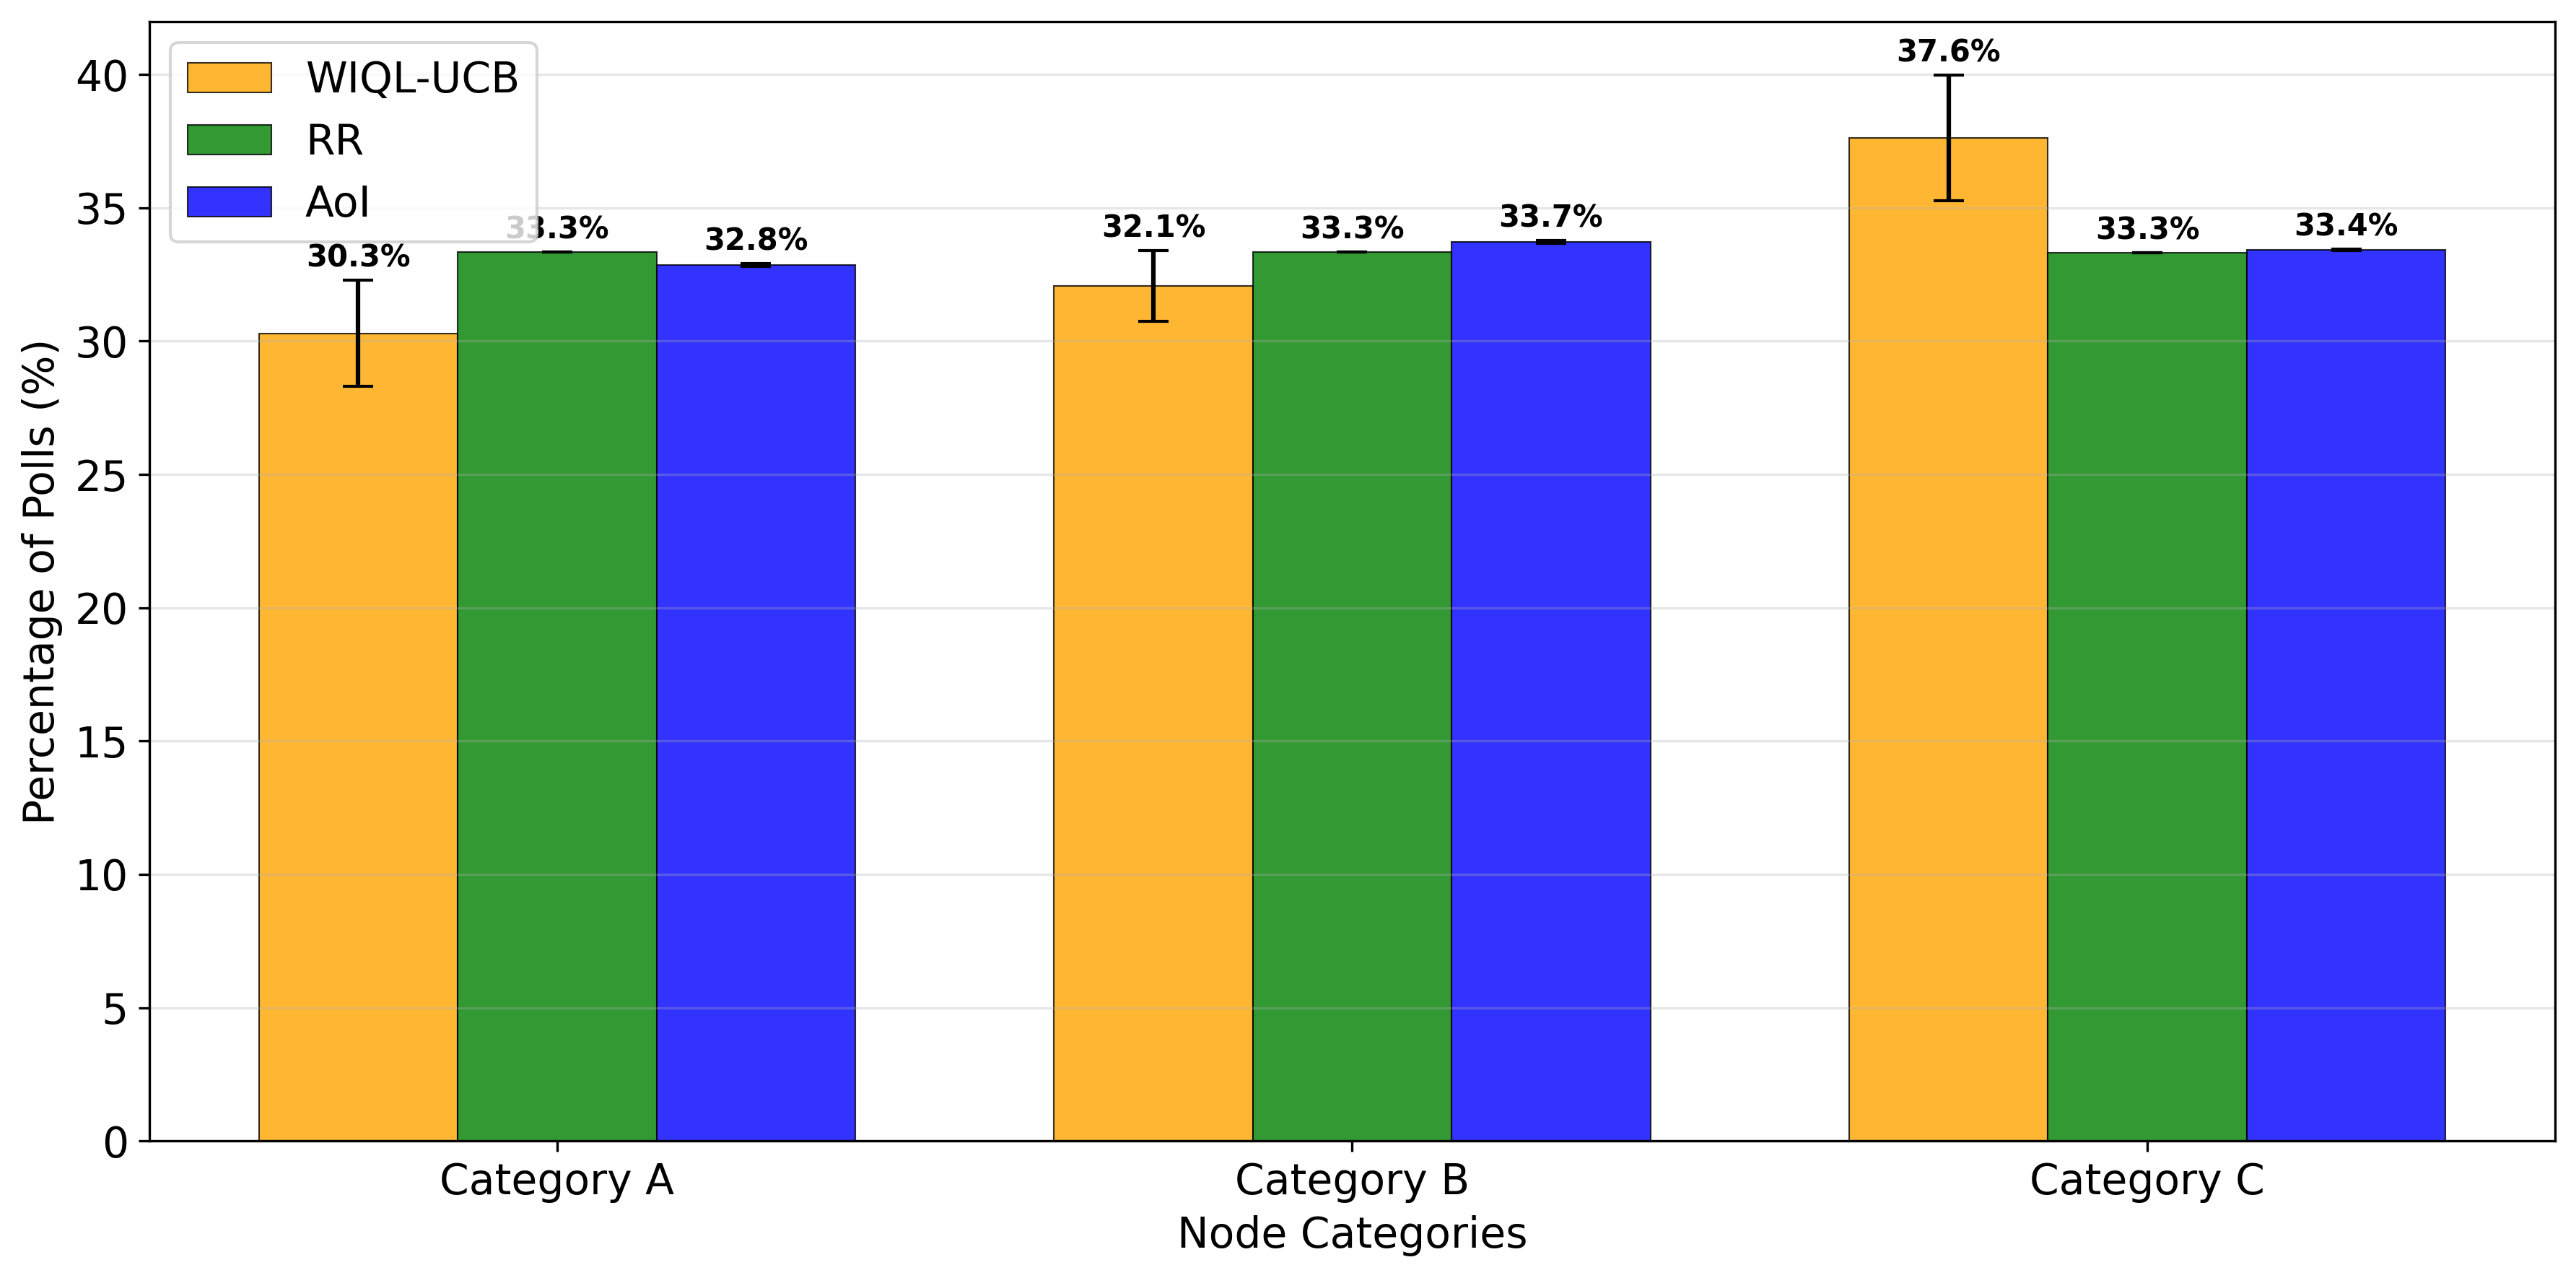 WIQL-UCB
RR
AoI
37.6%
30.3%
33.3%
32.8%
32.1%
33.3%
33.7%
33.3%
33.4%
40
35
30
25
20
15
10
5
0
Percentage of Polls (%)
Category A
Category B
Category C
Node Categories